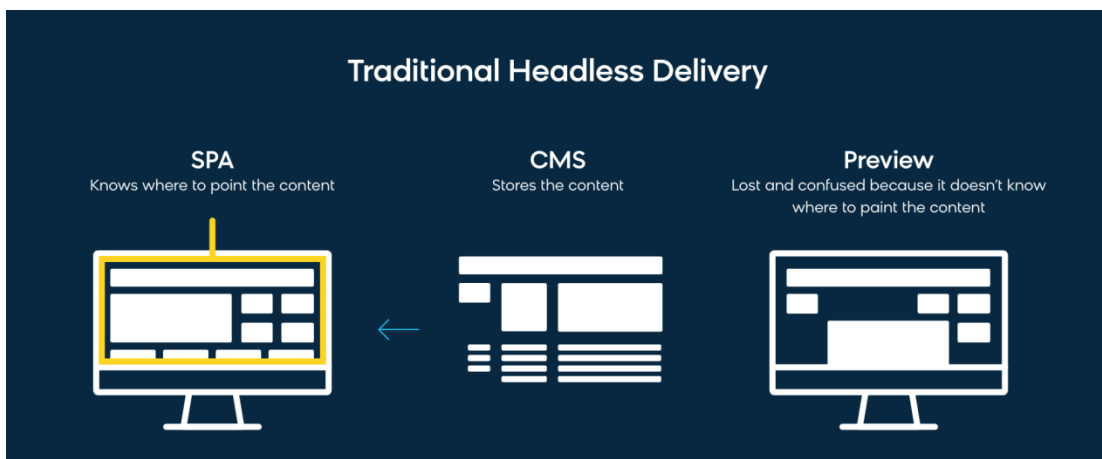 Traditional Headless Delivery
SPA
Knows where to point the content
CMS
Stores the content
Preview
Lost and confused because it doesn't know
where to paint the content